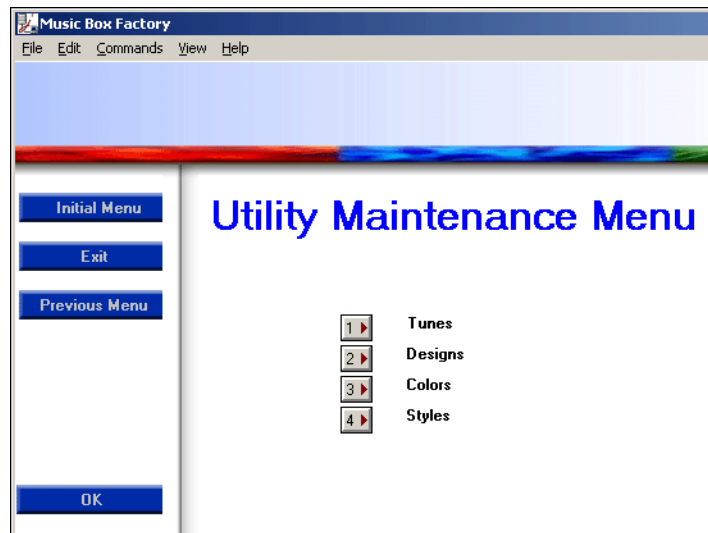 Music Box Factory
File Edit Commands View Help
Utility Maintenance Menu
Initial Menu
Exit
Previous Menu
1 Tunes
2 Designs
3 Colors
4 Styles
OK